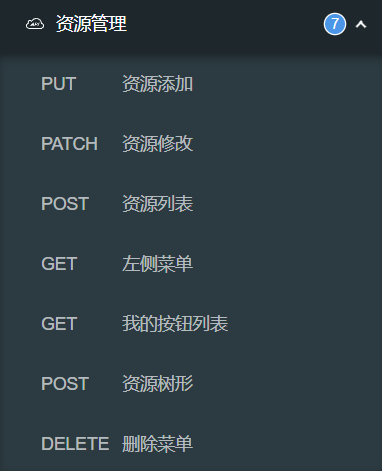 资源管理 7
PUT 资源添加
PATCH 资源修改
POST 资源列表
GET 左侧菜单
GET 我的按钮列表
POST 资源树形
DELETE 删除菜单